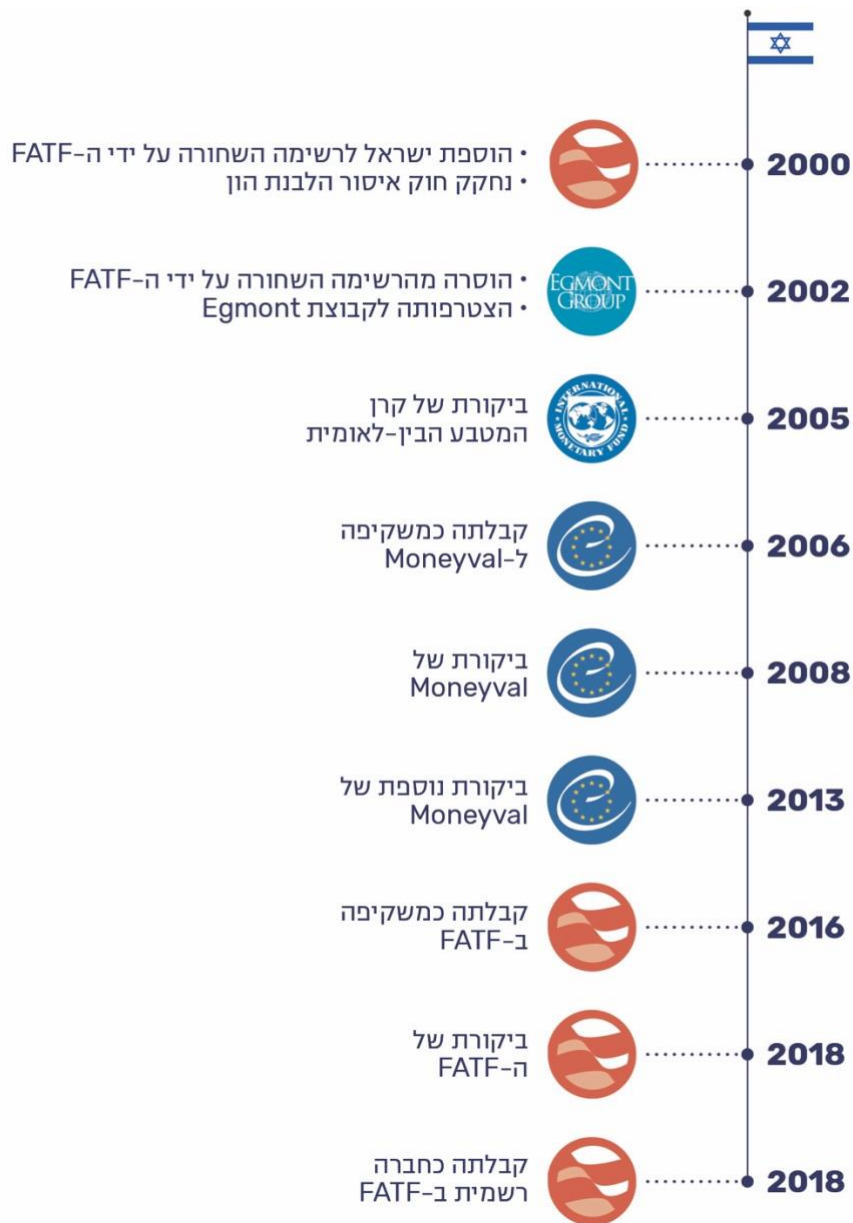 2000
• הוספת ישראל לרשימה השחורה על ידי ה-FATF
• נחקק חוק איסור הלבנת הון
2002
• הוסרה מהרשימה השחורה על ידי ה-FATF
• הצטרפותה לקבוצת Egmont
EGMONT
GROUP
2005
ביקורת של קרן
המטבע הבין-לאומית
INTERNATIONAL
MONETARY FUND
2006
קבלתה כמשקיפה
ל-Moneyval
2008
ביקורת של
Moneyval
2013
ביקורת נוספת של
Moneyval
2016
קבלתה כמשקיפה
ב-FATF
2018
ביקורת של
ה-FATF
2018
קבלתה כחברה
רשמית ב-FATF